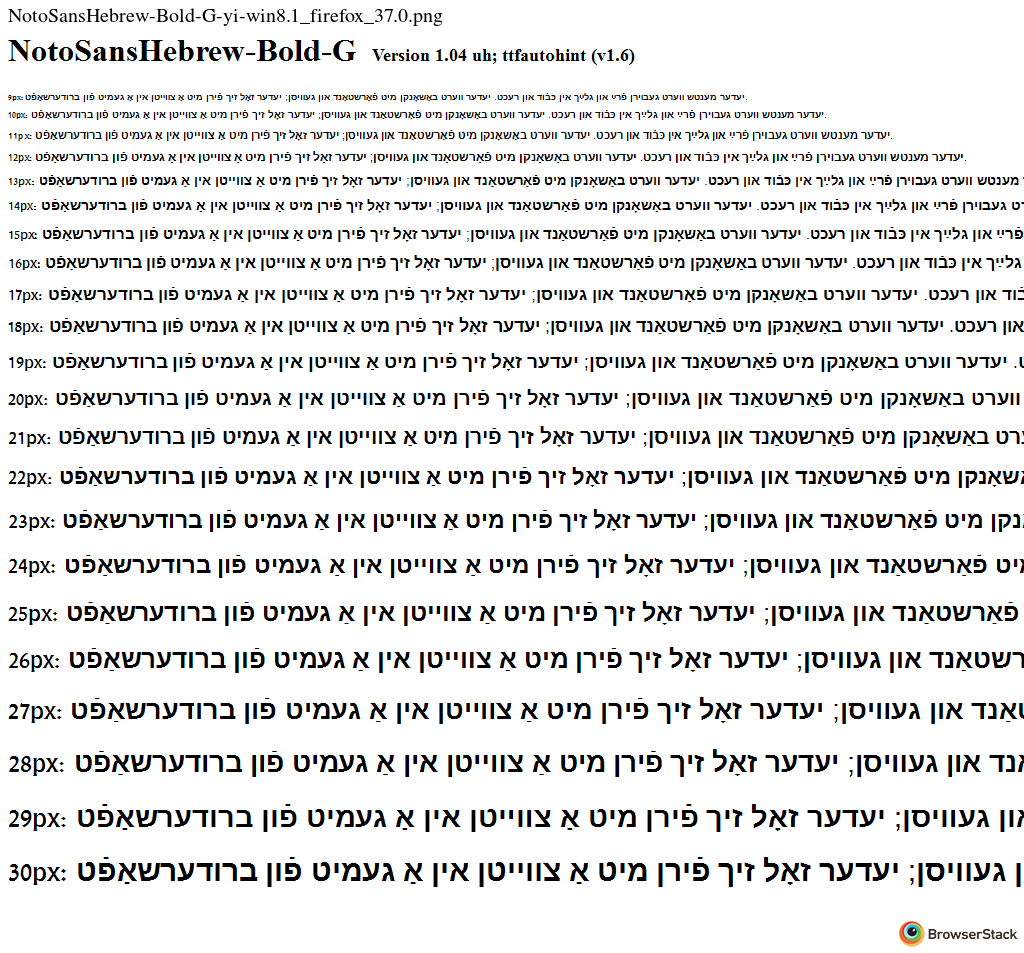 NotoSansHebrew-Bold-G-yi-win8.1_firefox_37.0.png
NotoSansHebrew-Bold-G Version 1.04 uh; ttfautohint (v1.6)
9px: יעדער מענטש ווערט געבוירן פֿרײַ און גלײַך אין כּבֿוד און רעכט. יעדער ווערט באַשאָנקן מיט פֿאַרשטאַנד און געוויסן; יעדער זאָל זיך פֿירן מיט אַ צווייטן אין אַ געמיט פֿון ברודערשאַפֿט.
10px: יעדער מענטש ווערט געבוירן פֿרײַ און גלײַך אין כּבֿוד און רעכט. יעדער ווערט באַשאָנקן מיט פֿאַרשטאַנד און געוויסן; יעדער זאָל זיך פֿירן מיט אַ צווייטן אין אַ געמיט פֿון ברודערשאַפֿט.
11px: יעדער מענטש ווערט געבוירן פֿרײַ און גלײַך אין כּבֿוד און רעכט. יעדער ווערט באַשאָנקן מיט פֿאַרשטאַנד און געוויסן; יעדער זאָל זיך פֿירן מיט אַ צווייטן אין אַ געמיט פֿון ברודערשאַפֿט.
12px: יעדער מענטש ווערט געבוירן פֿרײַ און גלײַך אין כּבֿוד און רעכט. יעדער ווערט באַשאָנקן מיט פֿאַרשטאַנד און געוויסן; יעדער זאָל זיך פֿירן מיט אַ צווייטן אין אַ געמיט פֿון ברודערשאַפֿט.
13px: מענטש ווערט געבוירן פֿרײַ און גלײַך אין כּבֿוד און רעכט. יעדער ווערט באַשאָנקן מיט פֿאַרשטאַנד און געוויסן; יעדער זאָל זיך פֿירן מיט אַ צווייטן אין אַ געמיט פֿון ברודערשאַפֿט
14px: געבוירן פֿרײַ און גלײַך אין כּבֿוד און רעכט. יעדער ווערט באַשאָנקן מיט פֿאַרשטאַנד און געוויסן; יעדער זאָל זיך פֿירן מיט אַ צווייטן אין אַ געמיט פֿון ברודערשאַפֿט
15px: פֿרײַ און גלײַך אין כּבֿוד און רעכט. יעדער ווערט באַשאָנקן מיט פֿאַרשטאַנד און געוויסן; יעדער זאָל זיך פֿירן מיט אַ צווייטן אין אַ געמיט פֿון ברודערשאַפֿט
16px: גלײַך אין כּבֿוד און רעכט. יעדער ווערט באַשאָנקן מיט פֿאַרשטאַנד און געוויסן; יעדער זאָל זיך פֿירן מיט אַ צווייטן אין אַ געמיט פֿון ברודערשאַפֿט
17px: און רעכט. יעדער ווערט באַשאָנקן מיט פֿאַרשטאַנד און געוויסן; יעדער זאָל זיך פֿירן מיט אַ צווייטן אין אַ געמיט פֿון ברודערשאַפֿט
18px: און רעכט. יעדער ווערט באַשאָנקן מיט פֿאַרשטאַנד און געוויסן; יעדער זאָל זיך פֿירן מיט אַ צווייטן אין אַ געמיט פֿון ברודערשאַפֿט
19px: . יעדער ווערט באַשאָנקן מיט פֿאַרשטאַנד און געוויסן; יעדער זאָל זיך פֿירן מיט אַ צווייטן אין אַ געמיט פֿון ברודערשאַפֿט
20px: ווערט באַשאָנקן מיט פֿאַרשטאַנד און געוויסן; יעדער זאָל זיך פֿירן מיט אַ צווייטן אין אַ געמיט פֿון ברודערשאַפֿט
21px: באַשאָנקן מיט פֿאַרשטאַנד און געוויסן; יעדער זאָל זיך פֿירן מיט אַ צווייטן אין אַ געמיט פֿון ברודערשאַפֿט
22px: מיט פֿאַרשטאַנד און געוויסן; יעדער זאָל זיך פֿירן מיט אַ צווייטן אין אַ געמיט פֿון ברודערשאַפֿט
23px: מיט פֿאַרשטאַנד און געוויסן; יעדער זאָל זיך פֿירן מיט אַ צווייטן אין אַ געמיט פֿון ברודערשאַפֿט
24px: פֿאַרשטאַנד און געוויסן; יעדער זאָל זיך פֿירן מיט אַ צווייטן אין אַ געמיט פֿון ברודערשאַפֿט
25px: פֿאַרשטאַנד און געוויסן; יעדער זאָל זיך פֿירן מיט אַ צווייטן אין אַ געמיט פֿון ברודערשאַפֿט
26px: און געוויסן; יעדער זאָל זיך פֿירן מיט אַ צווייטן אין אַ געמיט פֿון ברודערשאַפֿט
27px: און געוויסן; יעדער זאָל זיך פֿירן מיט אַ צווייטן אין אַ געמיט פֿון ברודערשאַפֿט
28px: און געוויסן; יעדער זאָל זיך פֿירן מיט אַ צווייטן אין אַ געמיט פֿון ברודערשאַפֿט
29px: געוויסן; יעדער זאָל זיך פֿירן מיט אַ צווייטן אין אַ געמיט פֿון ברודערשאַפֿט
30px: געוויסן; יעדער זאָל זיך פֿירן מיט אַ צווייטן אין אַ געמיט פֿון ברודערשאַפֿט
BrowserStack